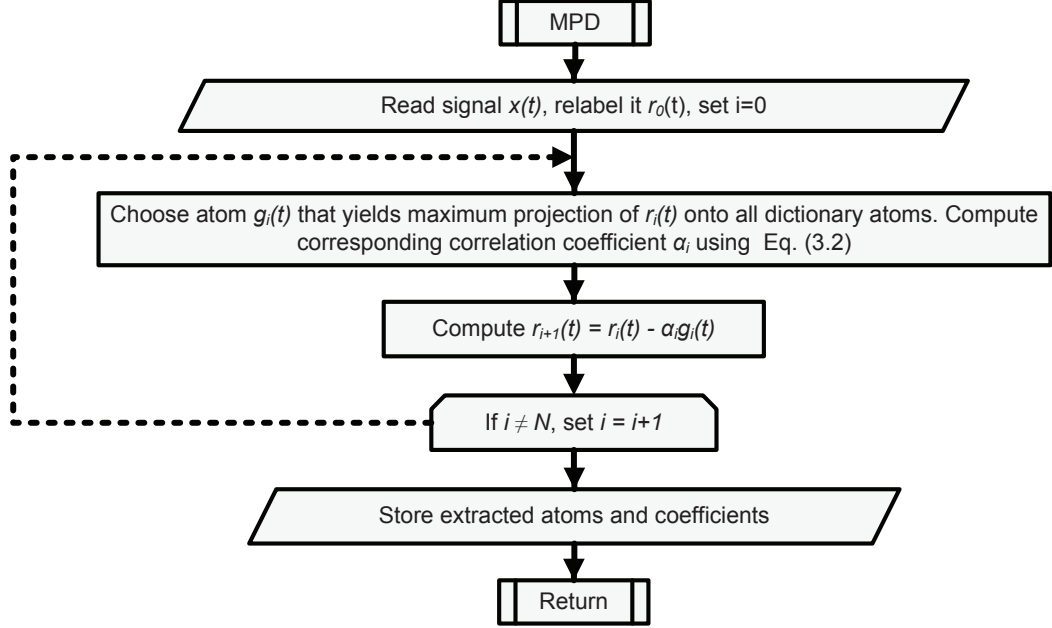 MPD
Read signal x(t), relabel it r₀(t), set i=0
Choose atom gᵢ(t) that yields maximum projection of rᵢ(t) onto all dictionary atoms. Compute
corresponding correlation coefficient αᵢ using Eq. (3.2)
Compute rᵢ₊₁(t) = rᵢ(t) - αᵢgᵢ(t)
If i ≠ N, set i = i+1
Store extracted atoms and coefficients
Return